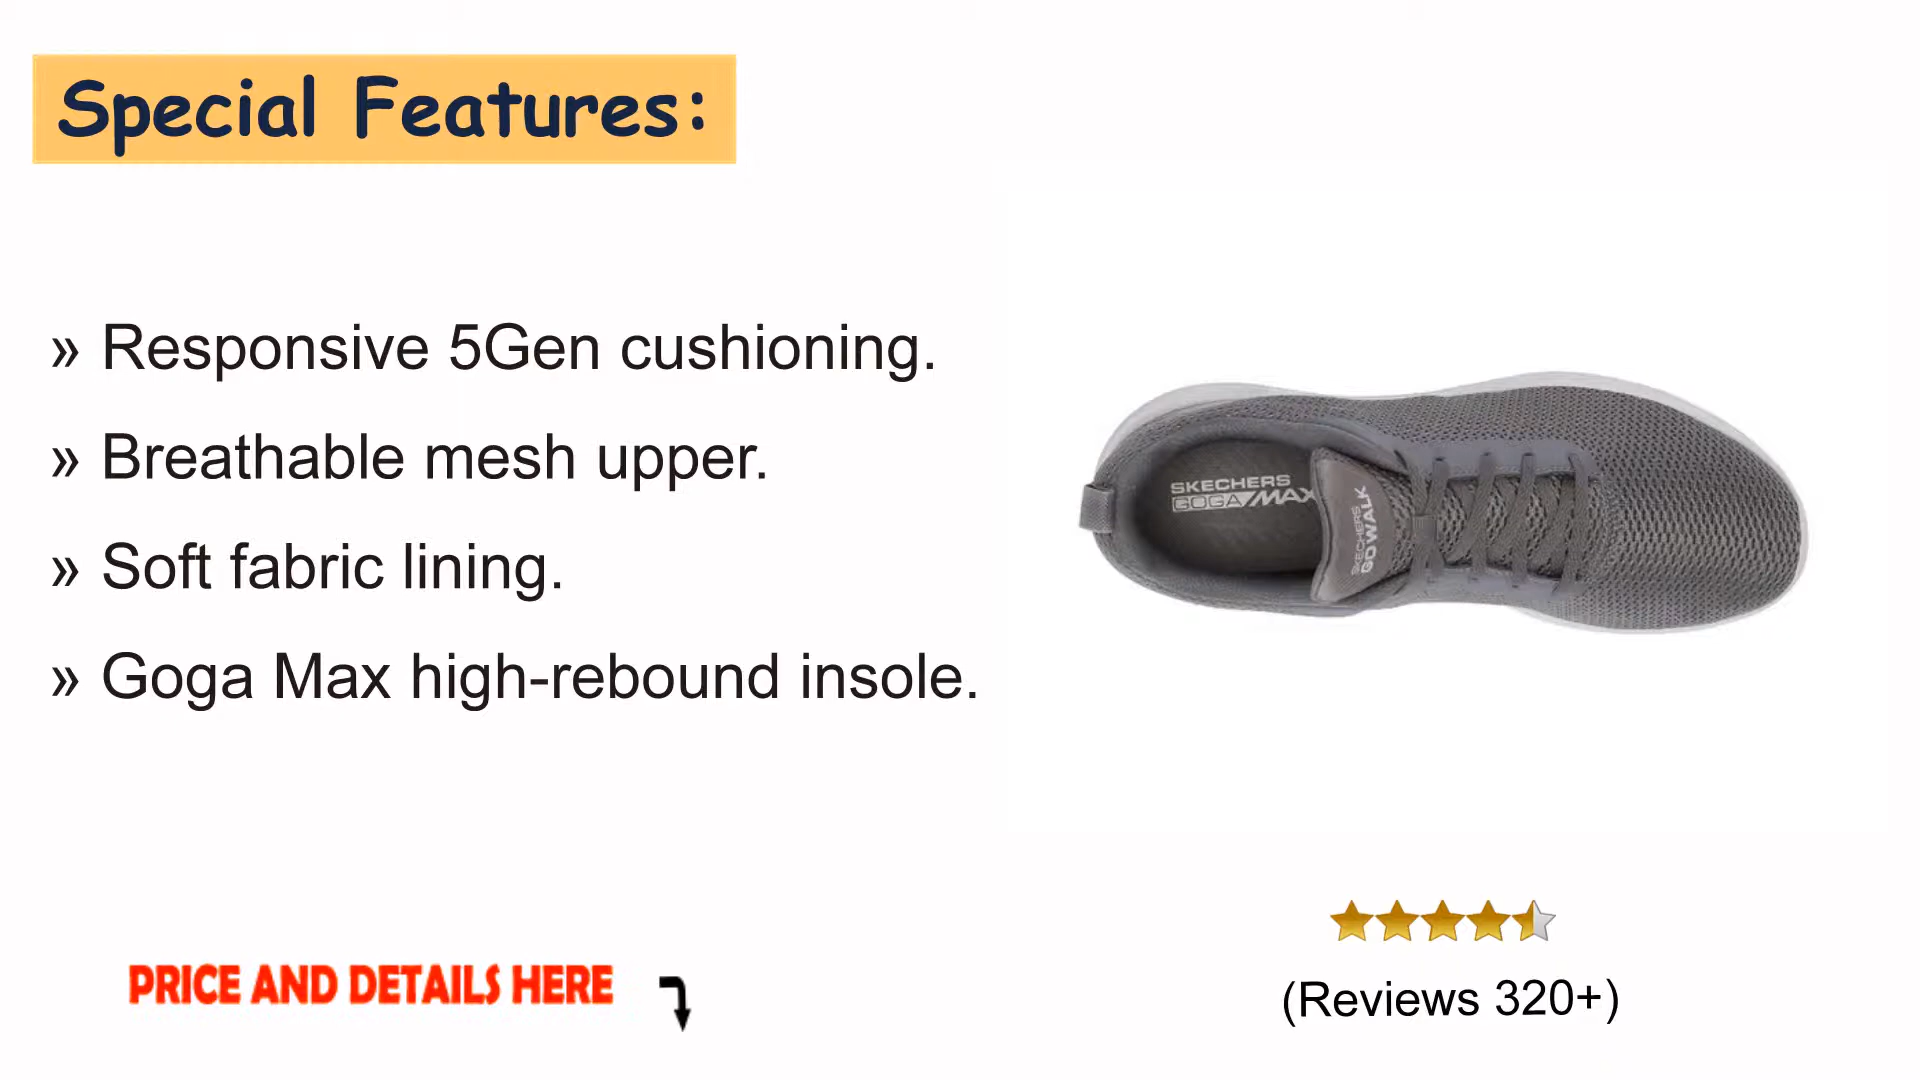 Special Features:
» Responsive 5Gen cushioning.
» Breathable mesh upper.
» Soft fabric lining.
» Goga Max high-rebound insole.
SKECHERS
GOGA MAX
SKECHERS
GOWALK
PRICE AND DETAILS HERE
(Reviews 320+)